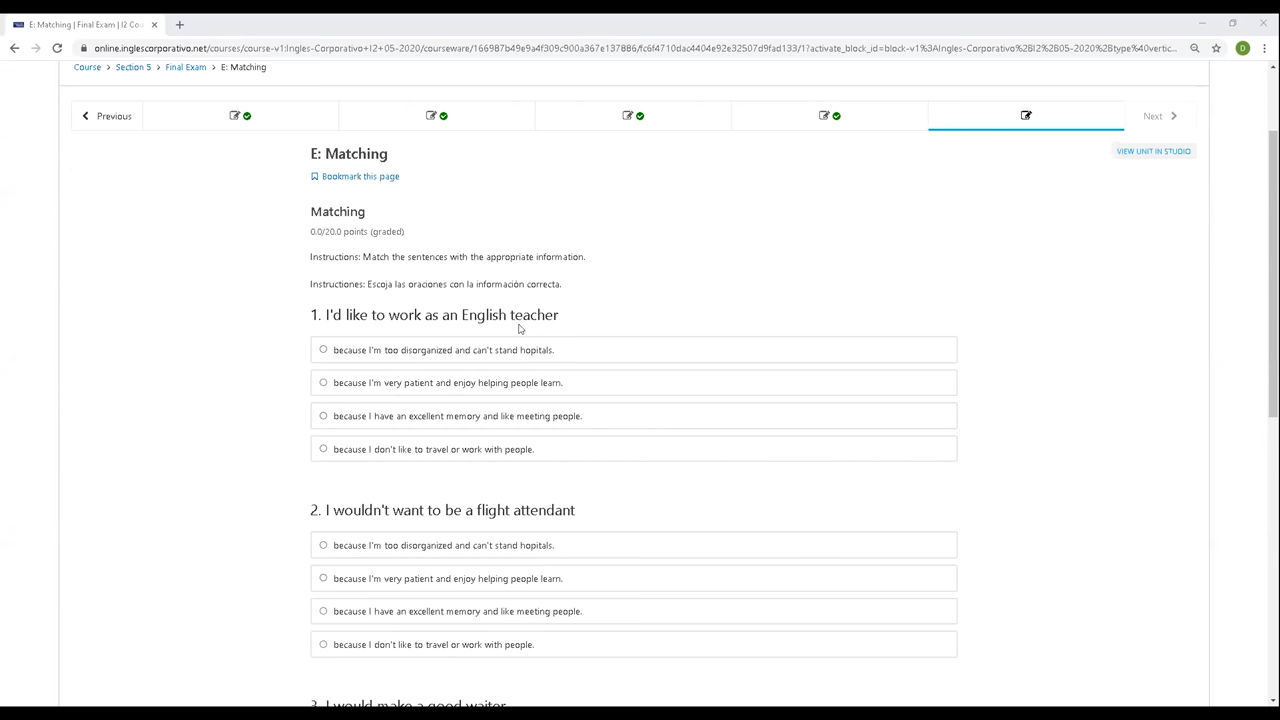 E: Matching | Final Exam | I2 Cou
online.inglescorporativo.net/courses/course-v1:Ingles-Corporativo+I2+05-2020/courseware/166987b49e9a4f309c900a367e137886/fc6f4710dac4404e92e32507d9fad133/1?activate_block_id=block-v1%3AIngles-Corporativo%2BI2%2B05-2020%2Btype%40vertic...
D
Course > Section 5 > Final Exam > E: Matching
Previous
Next
VIEW UNIT IN STUDIO
E: Matching
Bookmark this page
Matching
0.0/20.0 points (graded)
Instructions: Match the sentences with the appropriate information.
Instructiones: Escoja las oraciones con la información correcta.
1. I'd like to work as an English teacher
because I'm too disorganized and can't stand hopitals.
because I'm very patient and enjoy helping people learn.
because I have an excellent memory and like meeting people.
because I don't like to travel or work with people.
2. I wouldn't want to be a flight attendant
because I'm too disorganized and can't stand hopitals.
because I'm very patient and enjoy helping people learn.
because I have an excellent memory and like meeting people.
because I don't like to travel or work with people.
3. I would make a good waiter